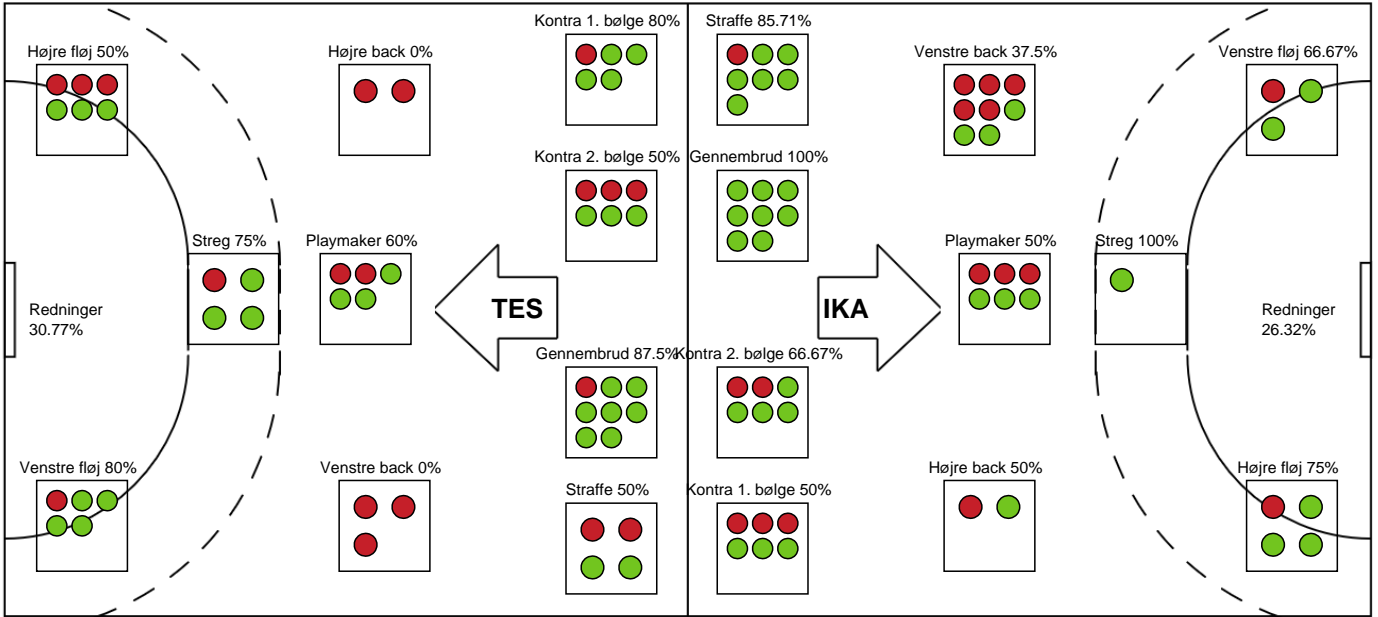 Kontra 1. bølge 80%
Straffe 85.71%
Højre fløj 50%
Højre back 0%
Venstre back 37.5%
Venstre fløj 66.67%
Kontra 2. bølge 50%
Gennembrud 100%
Streg 75%
Playmaker 60%
Playmaker 50%
Streg 100%
TES
IKA
Redninger
30.77%
Redninger
26.32%
Gennembrud 87.5%
Kontra 2. bølge 66.67%
Venstre fløj 80%
Venstre back 0%
Straffe 50%
Kontra 1. bølge 50%
Højre back 50%
Højre fløj 75%